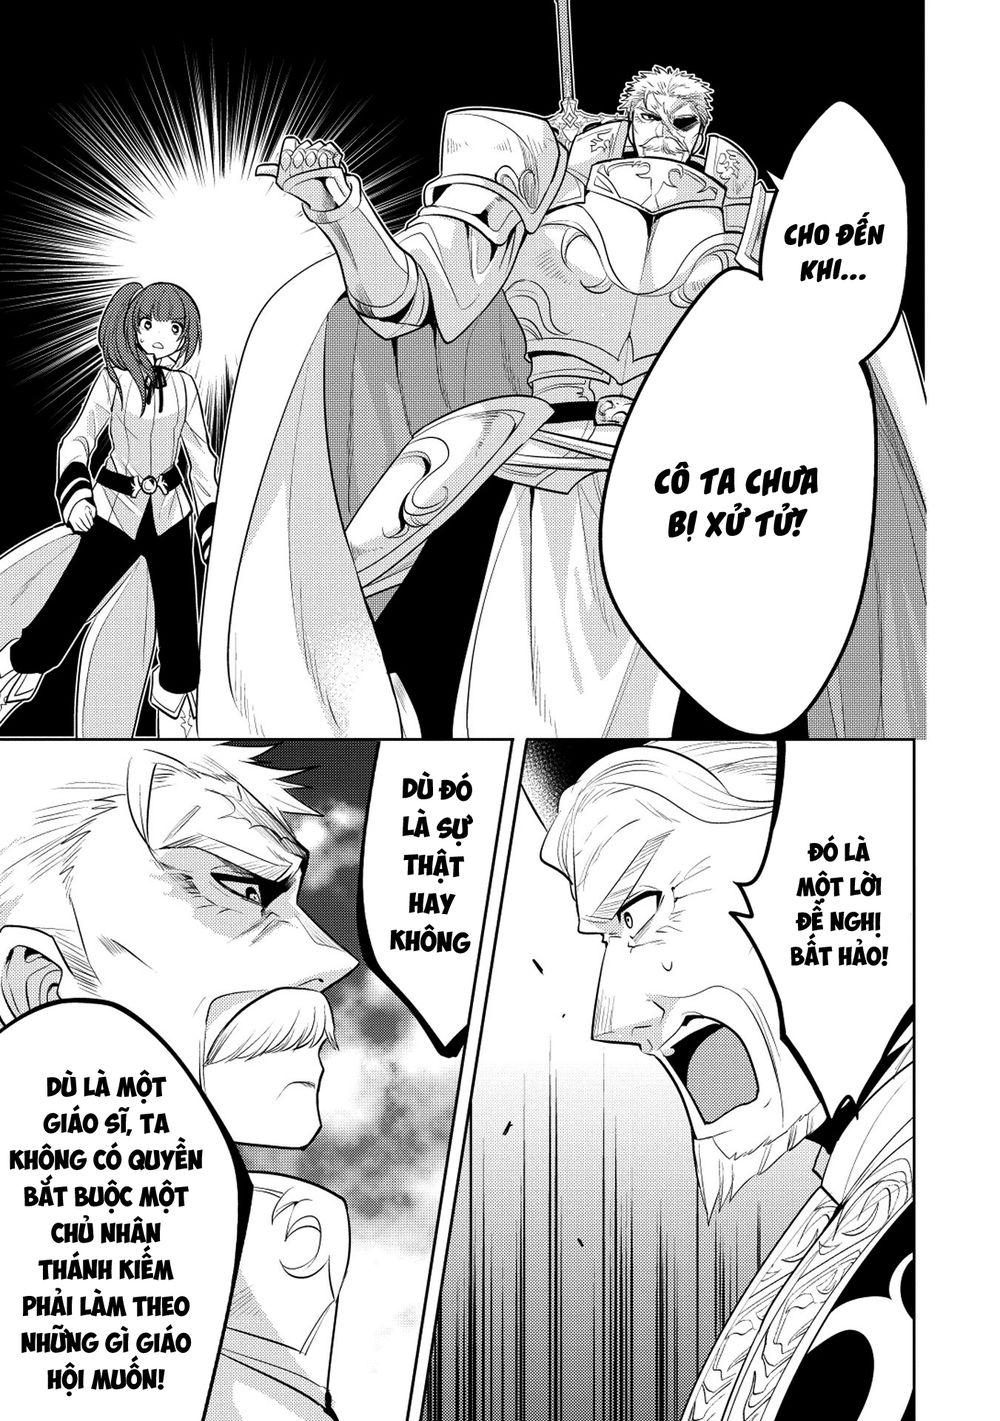 CHO ĐẾN
KHI...
CÔ TA CHƯA
BỊ XỬ TỬ!
ĐÓ LÀ
MỘT LỜI
ĐỀ NGHỊ
BẤT HẢO!
DÙ ĐÓ
LÀ SỰ
THẬT
HAY
KHÔNG
DÙ LÀ MỘT
GIÁO SĨ, TA
KHÔNG CÓ QUYỀN
BẮT BUỘC MỘT
CHỦ NHÂN
THÁNH KIẾM
PHẢI LÀM THEO
NHỮNG GÌ GIÁO
HỘI MUỐN!